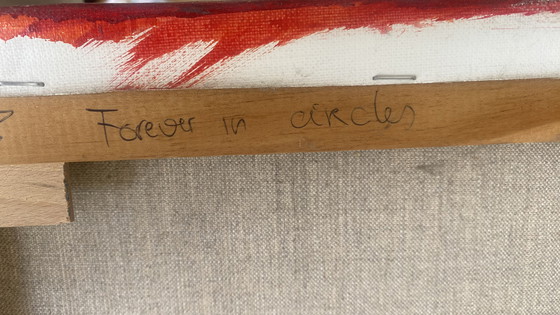 Forever in circles